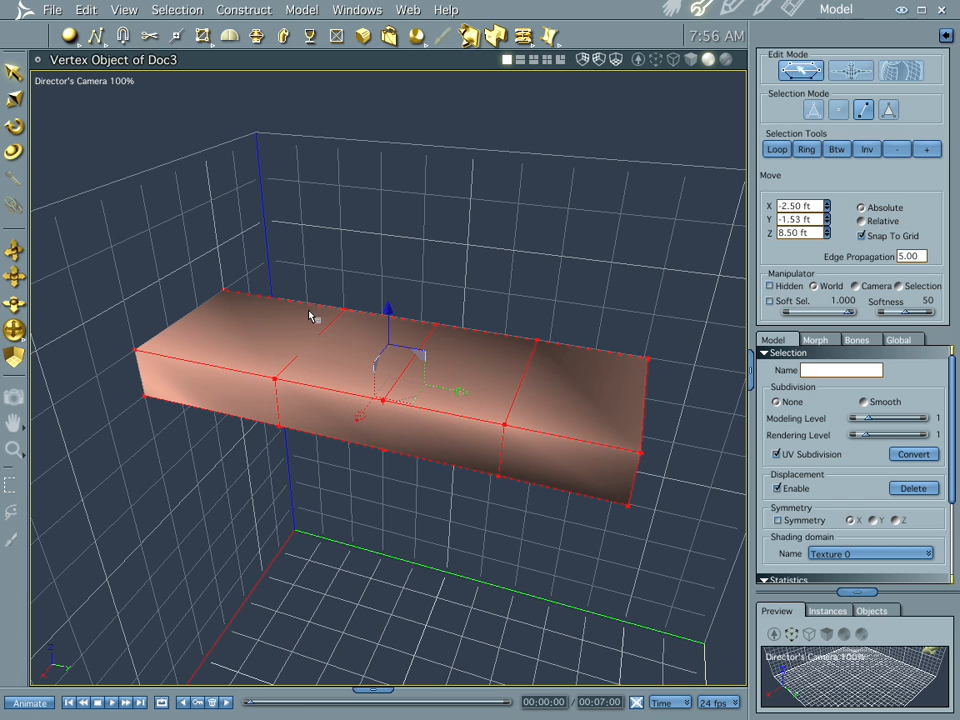 File Edit View Selection Construct Model Windows Web Help
Model
7:56 AM
Vertex Object of Doc3
Director's Camera 100%
Edit Mode
Selection Mode
Selection Tools
Loop Ring Btw Inv - +
Move
X -2.50 ft
Absolute
Y -1.53 ft
Relative
Z 8.50 ft
Snap To Grid
Edge Propagation 5.00
Manipulator
Hidden World Camera Selection
Soft Sel. 1.000 Softness 50
Model Morph Bones Global
Selection
Name
Subdivision
None Smooth
Modeling Level 1
Rendering Level 1
UV Subdivision Convert
Displacement
Enable Delete
Symmetry
Symmetry X Y Z
Shading domain
Name Texture 0
Statistics
Preview Instances Objects
Director's Camera 100%
Animate
00:00:00 / 00:07:00 Time 24 fps